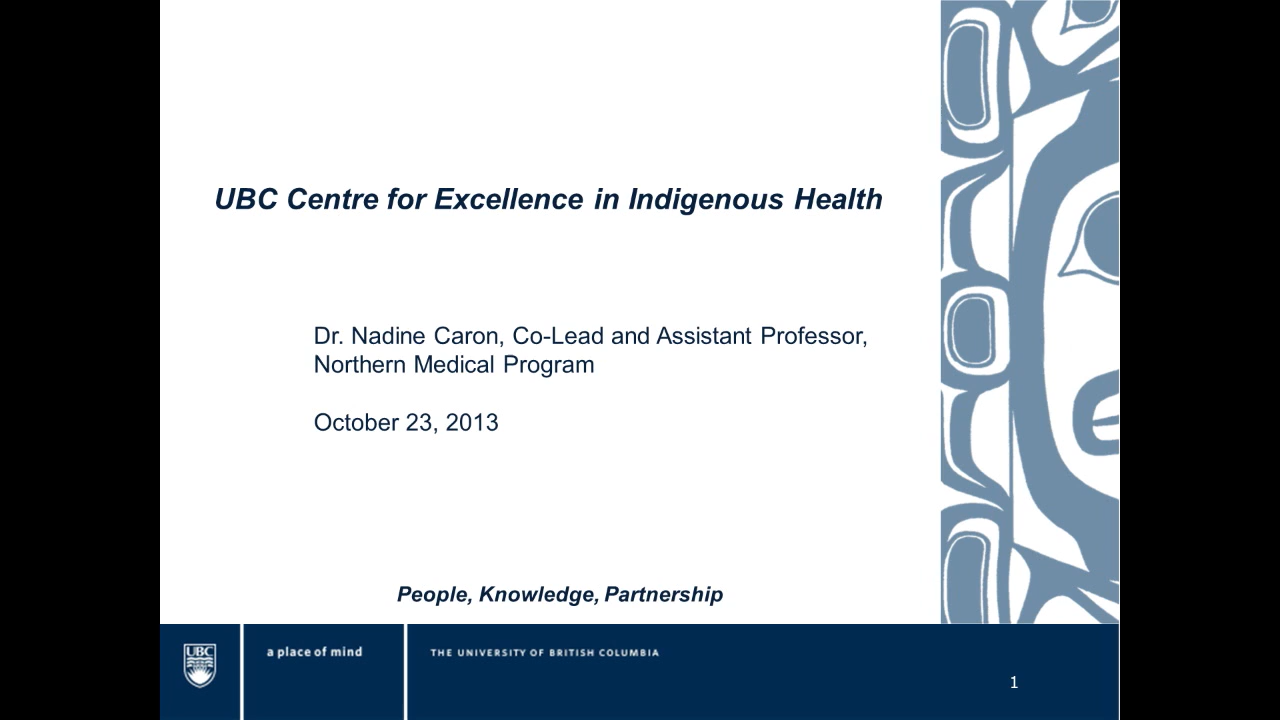 UBC Centre for Excellence in Indigenous Health
Dr. Nadine Caron, Co-Lead and Assistant Professor,
Northern Medical Program
October 23, 2013
People, Knowledge, Partnership
UBC
a place of mind
THE UNIVERSITY OF BRITISH COLUMBIA
1